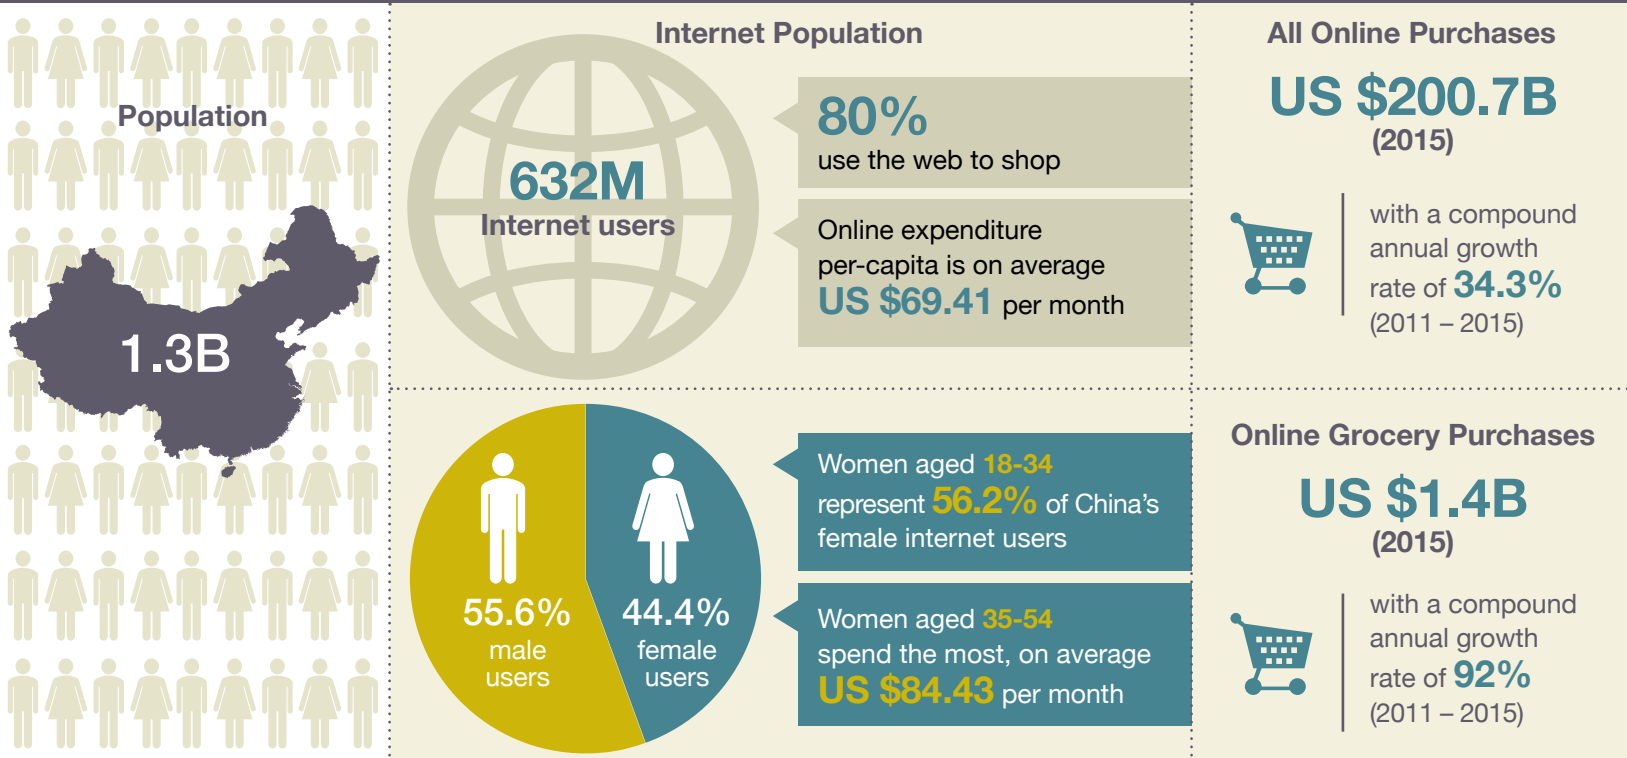 Population
1.3B
Internet Population
632M
Internet users
80%
use the web to shop
Online expenditure
per-capita is on average
US $69.41 per month
55.6%
male
users
44.4%
female
users
Women aged 18-34
represent 56.2% of China’s
female internet users
Women aged 35-54
spend the most, on average
US $84.43 per month
All Online Purchases
US $200.7B
(2015)
with a compound
annual growth
rate of 34.3%
(2011 – 2015)
Online Grocery Purchases
US $1.4B
(2015)
with a compound
annual growth
rate of 92%
(2011 – 2015)